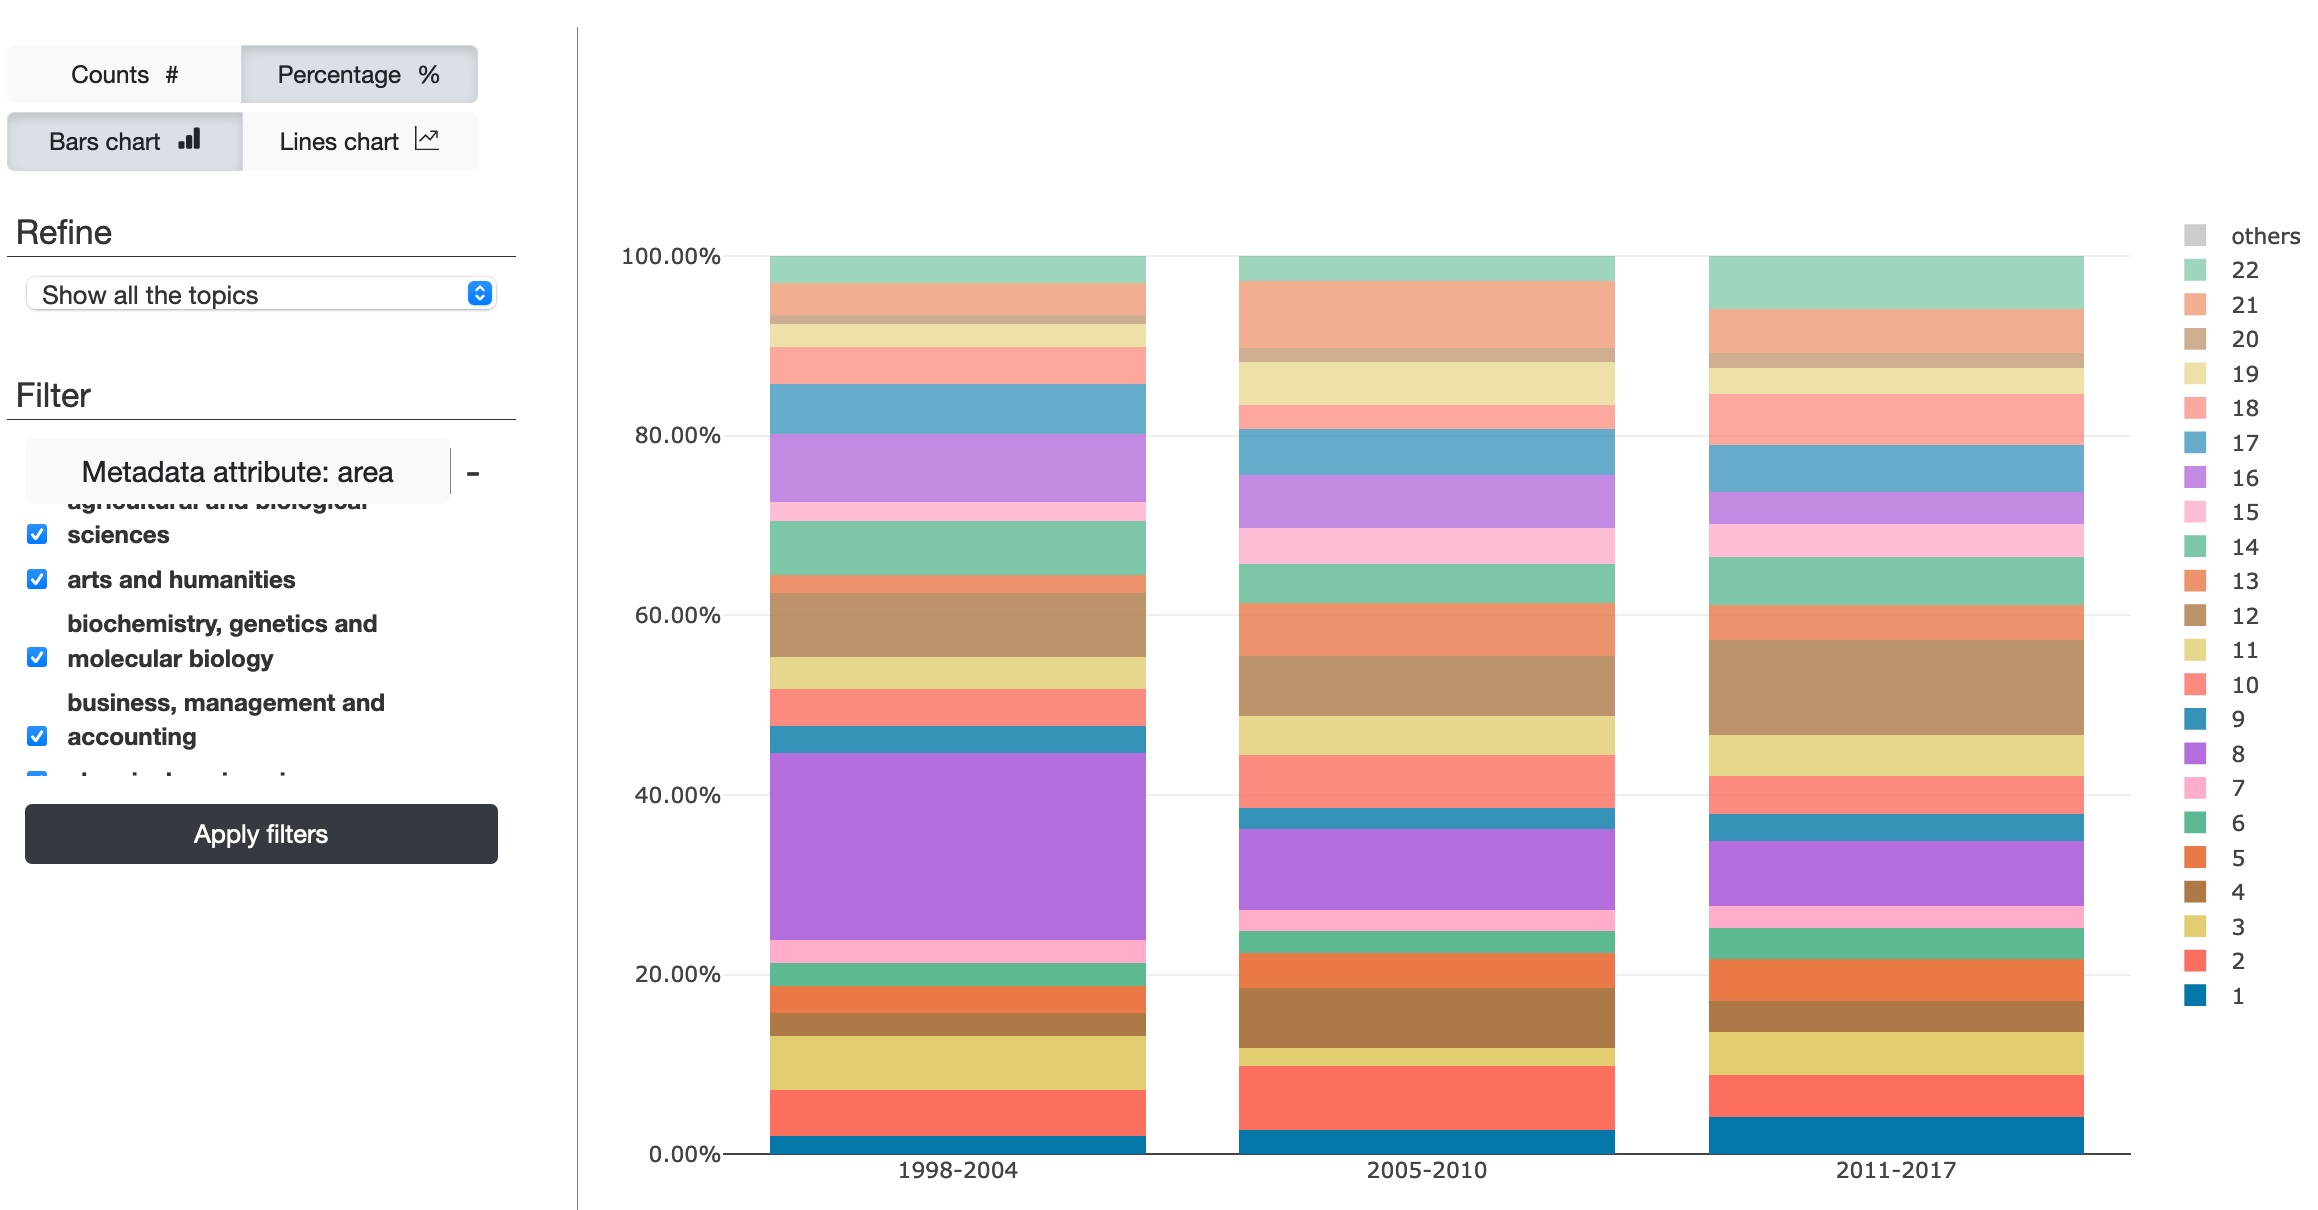 Counts #
Percentage %
Bars chart
Lines chart
Refine
Show all the topics
Filter
Metadata attribute: area
-
agricultural and biological
sciences
arts and humanities
biochemistry, genetics and
molecular biology
business, management and
accounting
Apply filters
100.00%
80.00%
60.00%
40.00%
20.00%
0.00%
1998-2004
2005-2010
2011-2017
others
22
21
20
19
18
17
16
15
14
13
12
11
10
9
8
7
6
5
4
3
2
1